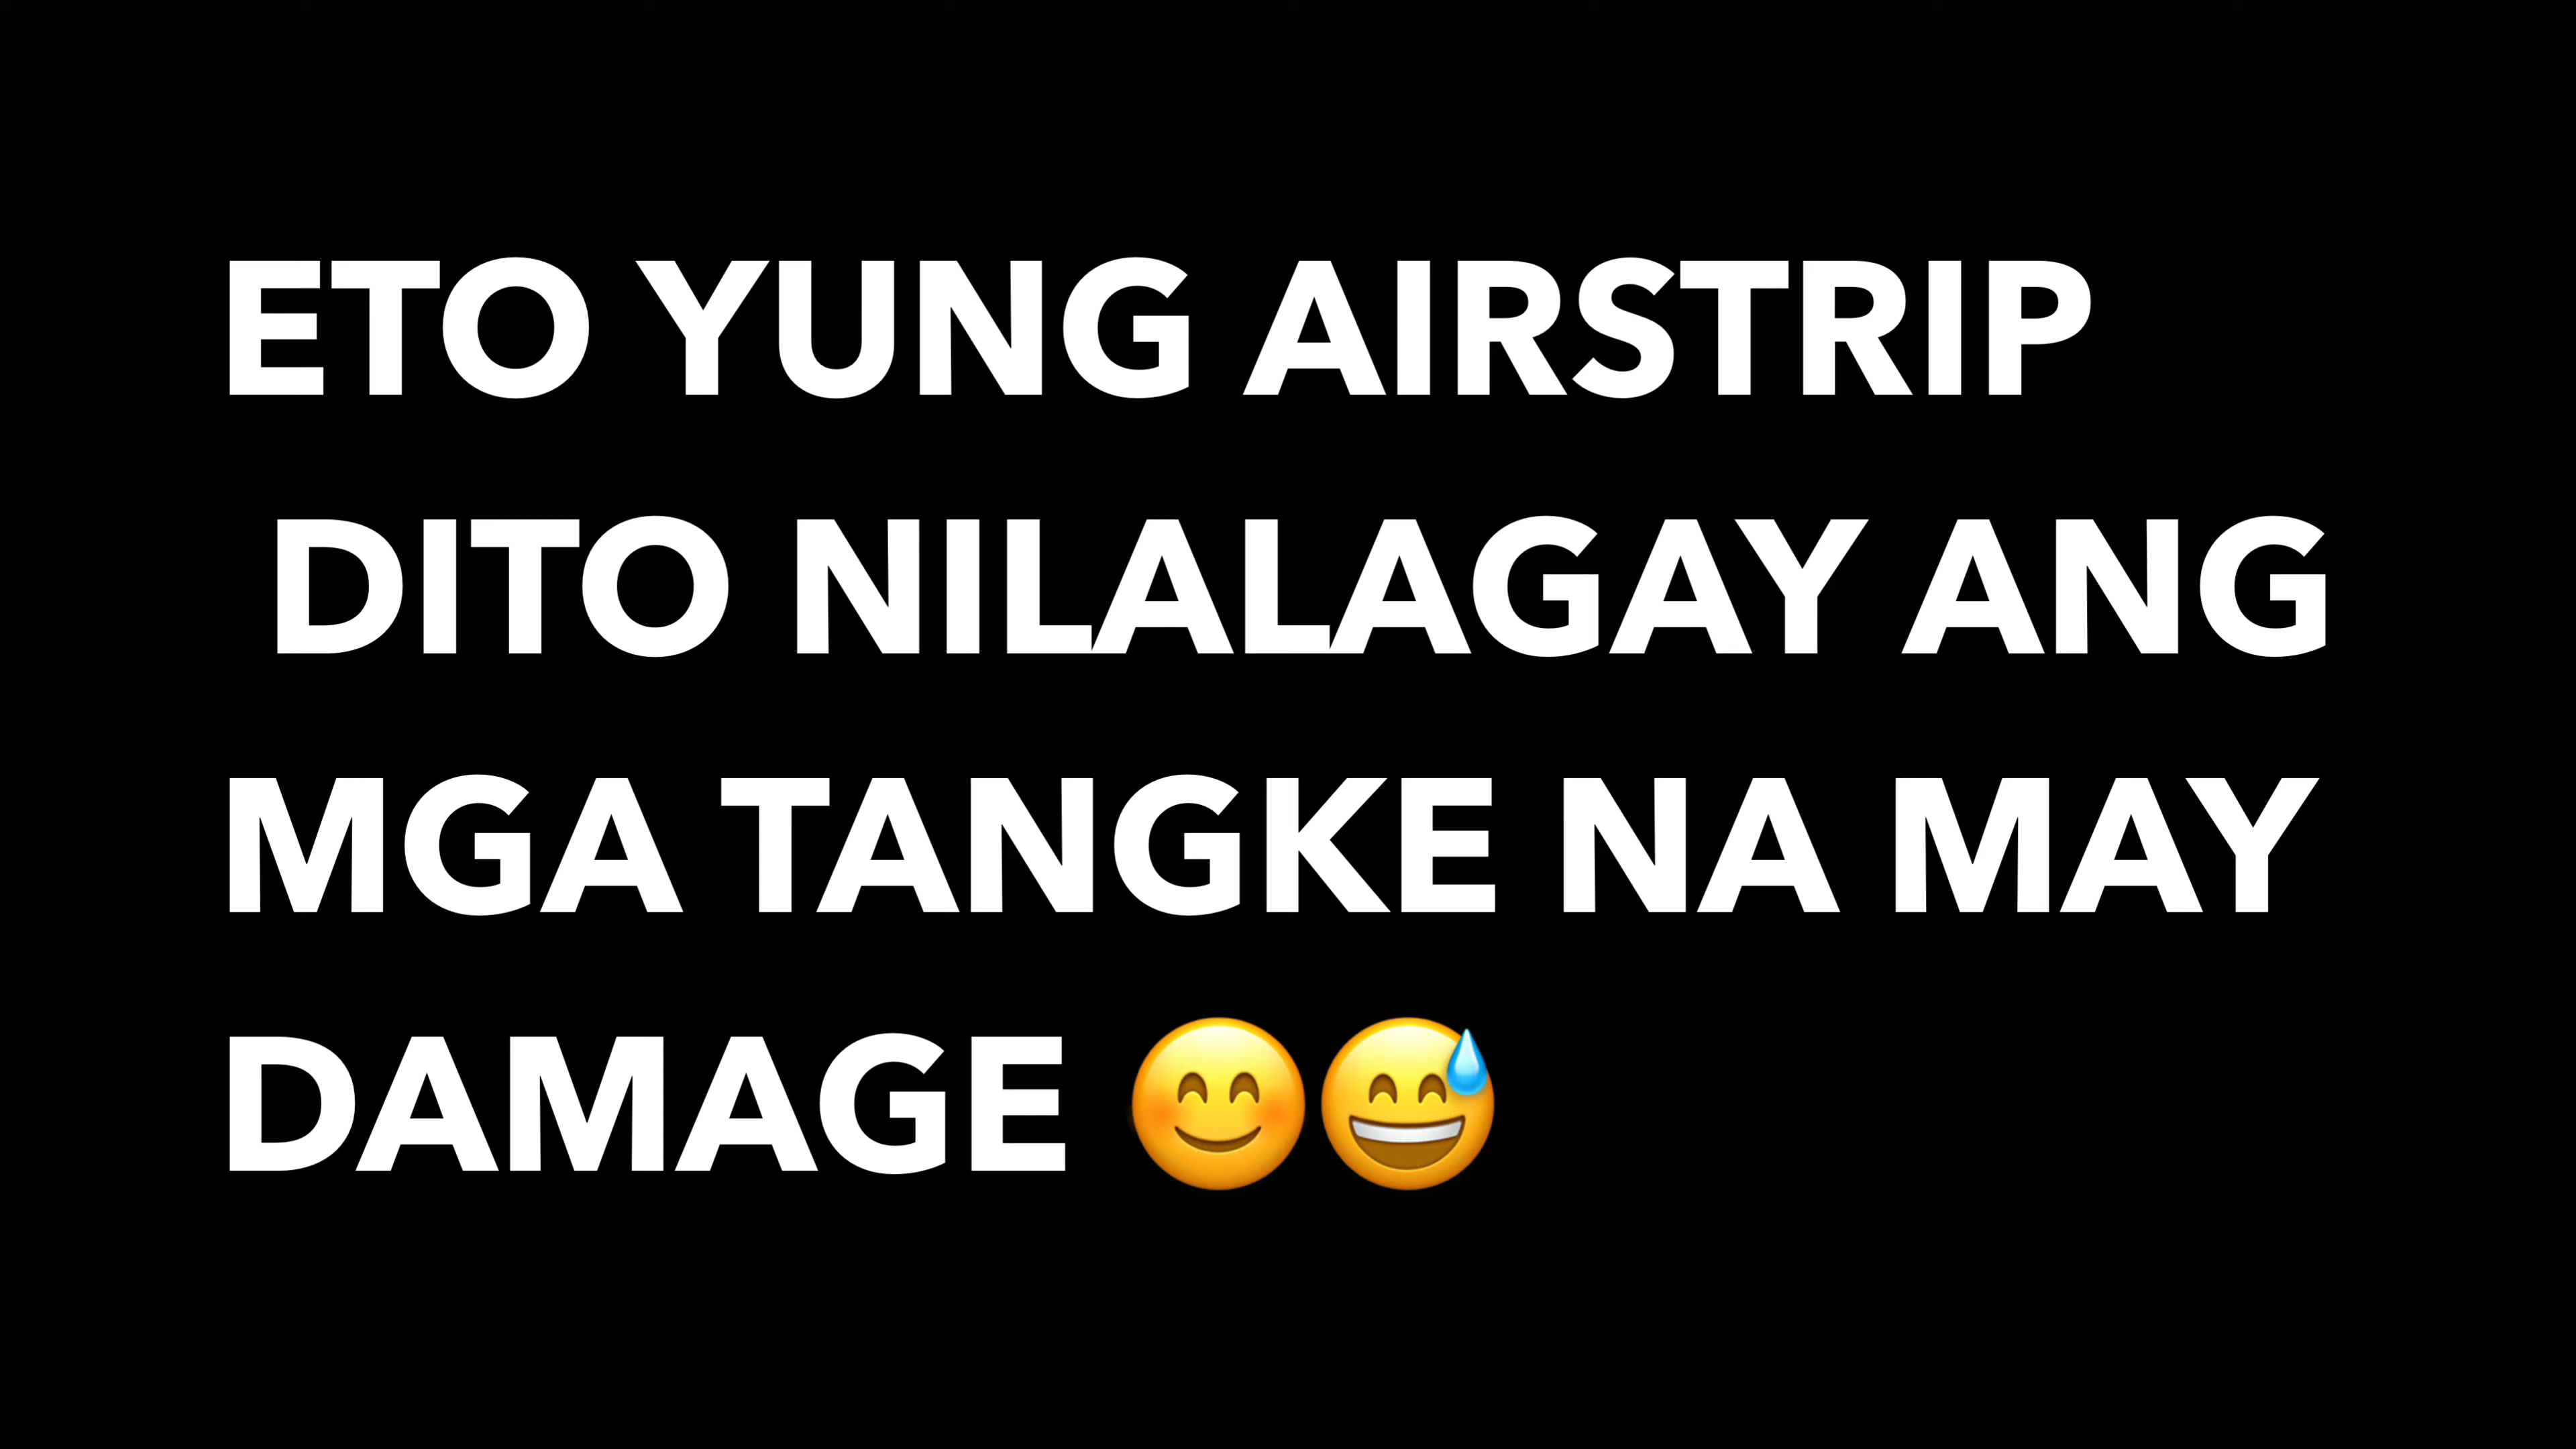 ETO YUNG AIRSTRIP
DITO NILALAGAY ANG
MGA TANGKE NA MAY
DAMAGE 😊😅